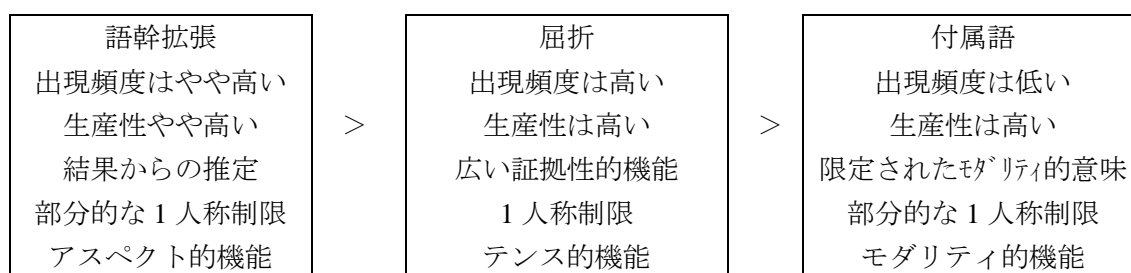 語幹拡張
出現頻度はやや高い
生産性やや高い
結果からの推定
部分的な 1 人称制限
アスペクト的機能
>
屈折
出現頻度は高い
生産性は高い
広い証拠性的機能
1 人称制限
テンス的機能
>
付属語
出現頻度は低い
生産性は高い
限定されたﾓﾀﾞﾘﾃｨ的意味
部分的な 1 人称制限
モダリティ的機能